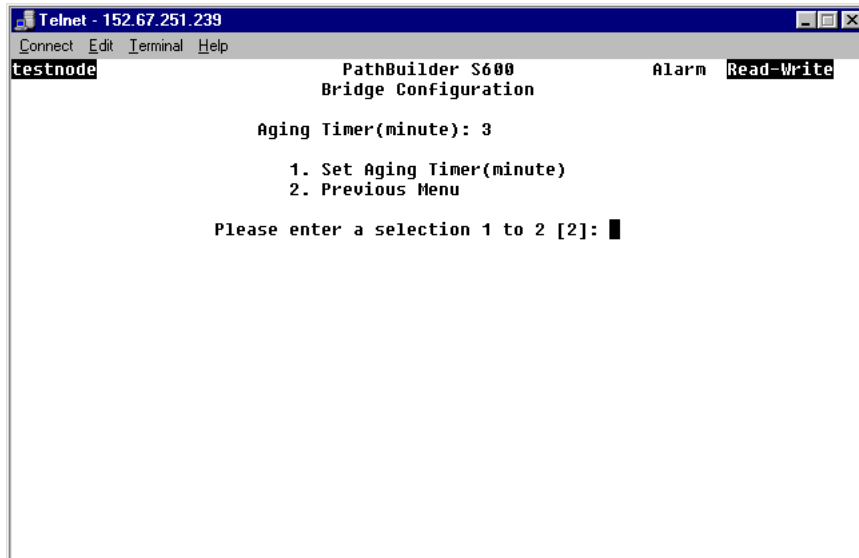 Telnet - 152.67.251.239
Connect Edit Terminal Help
testnode PathBuilder S600 Alarm Read-Write
Bridge Configuration
Aging Timer(minute): 3
1. Set Aging Timer(minute)
2. Previous Menu
Please enter a selection 1 to 2 [2]: